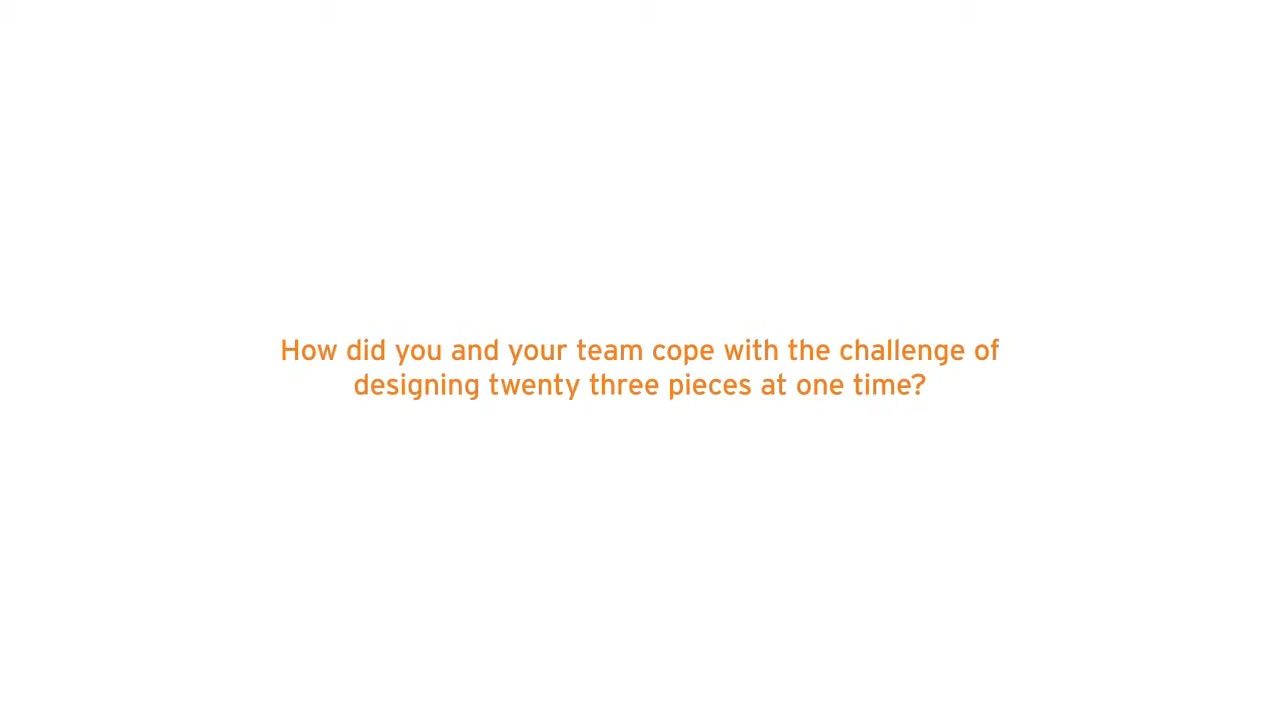 How did you and your team cope with the challenge of
designing twenty three pieces at one time?